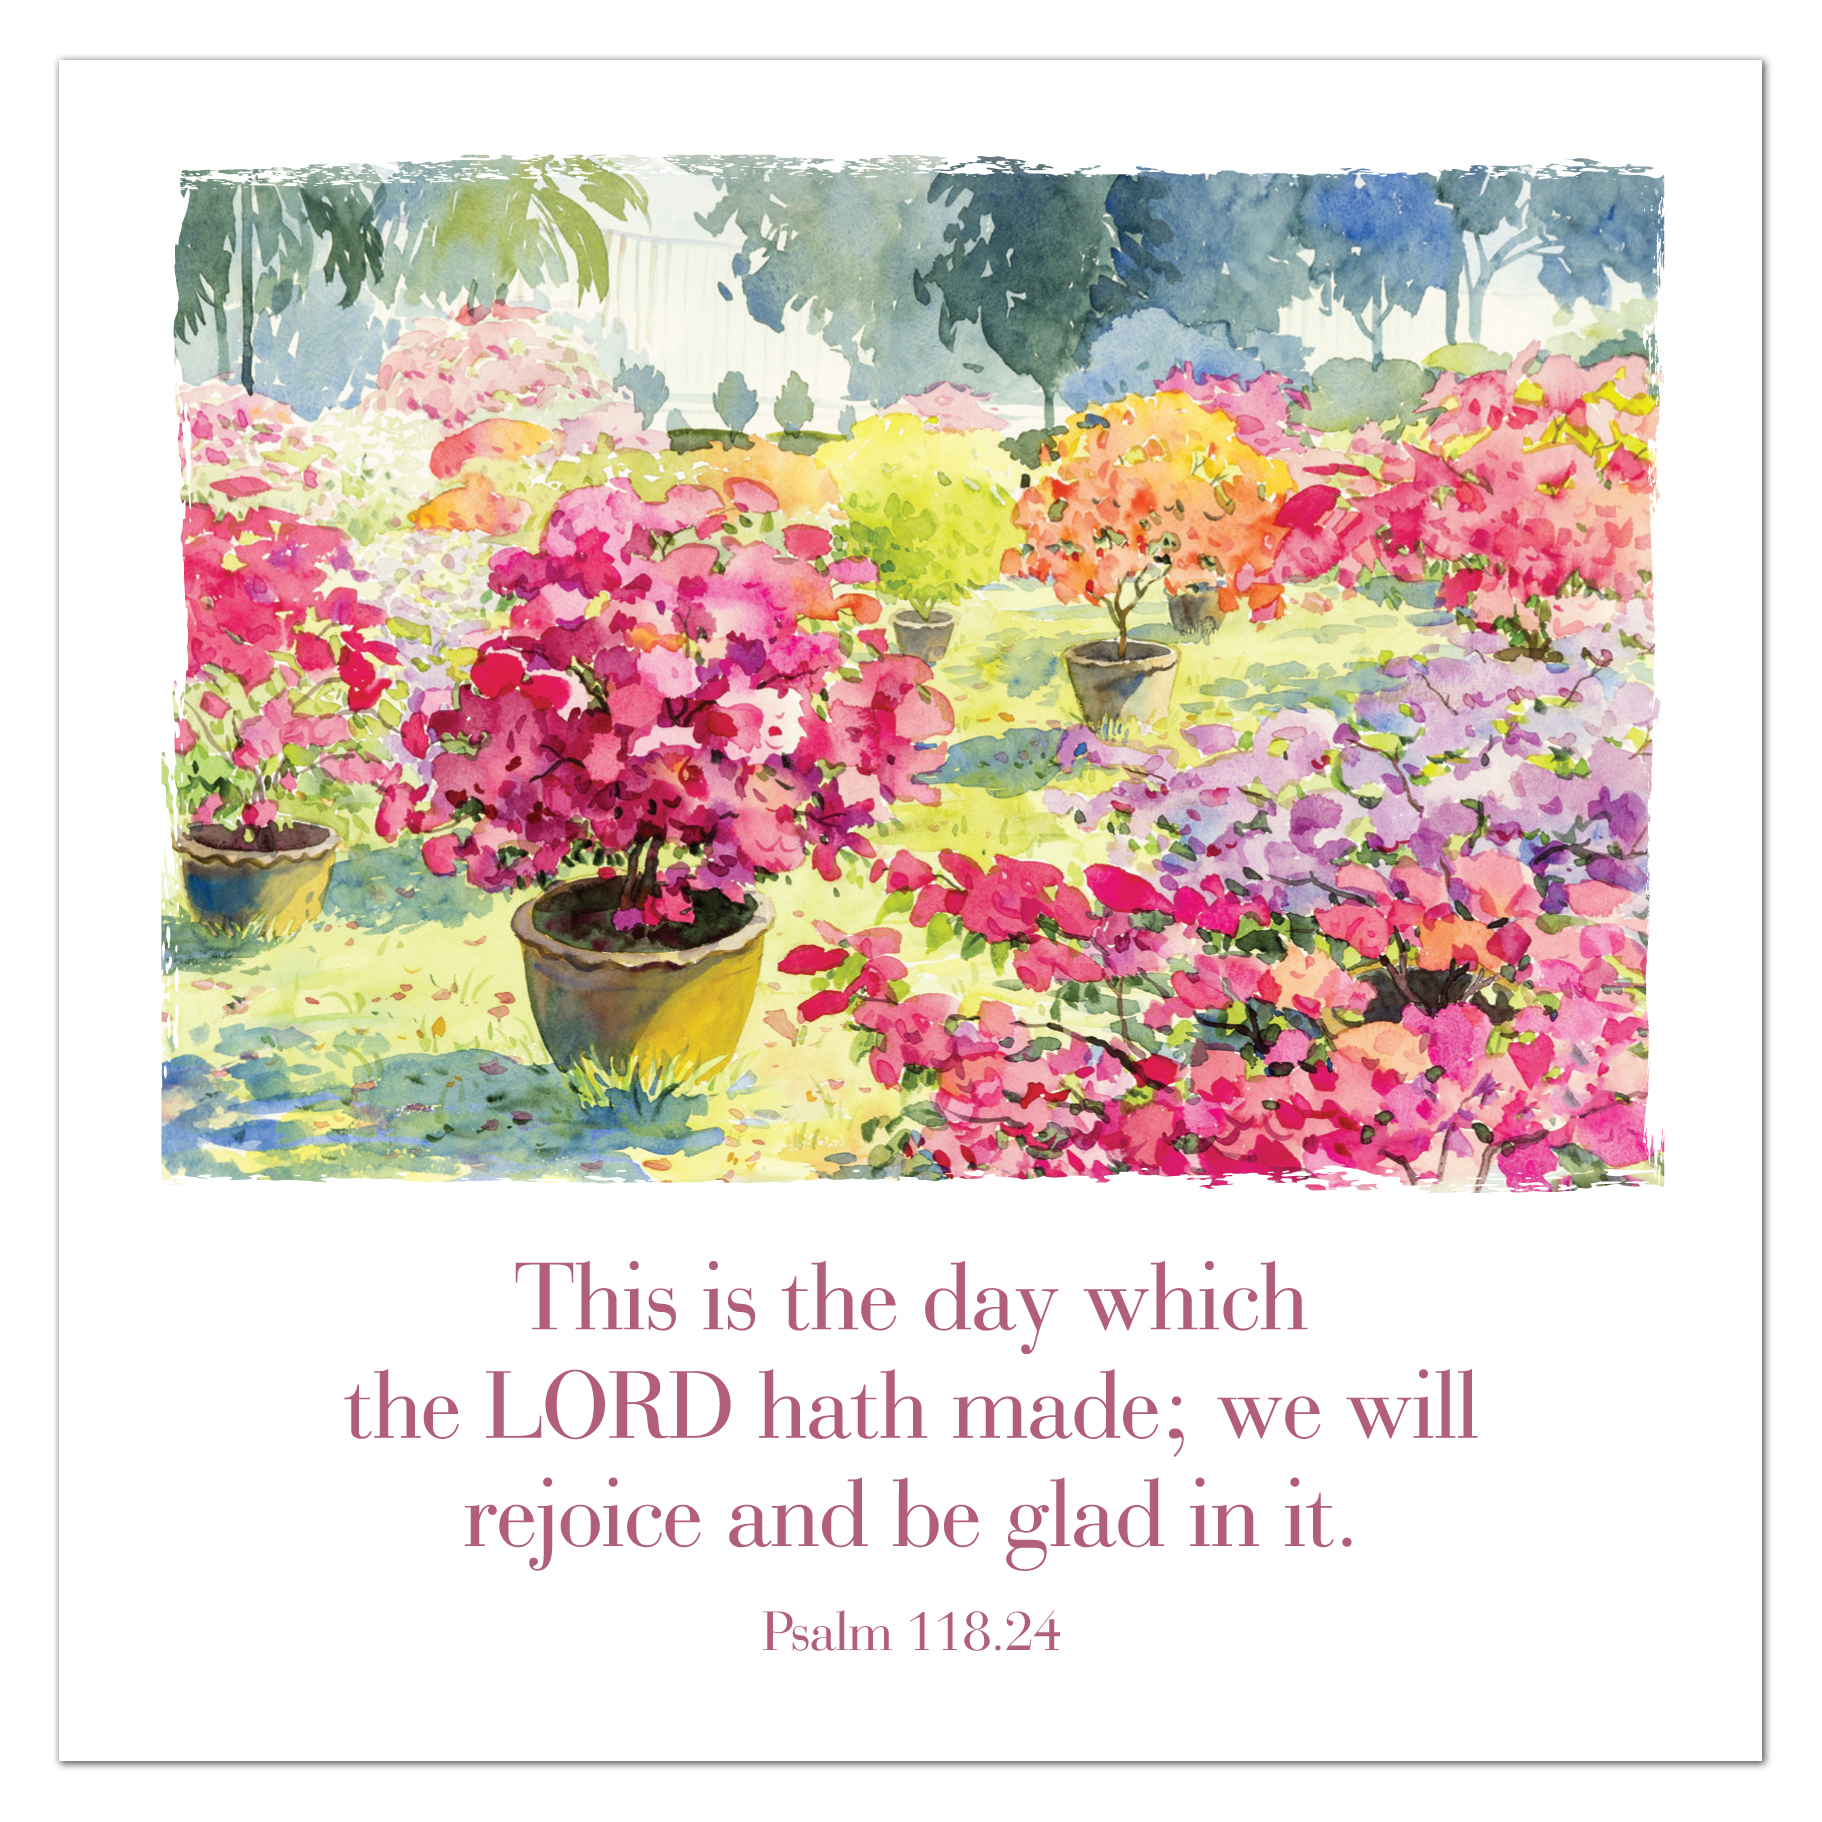 This is the day which
the LORD hath made; we will
rejoice and be glad in it.
Psalm 118.24